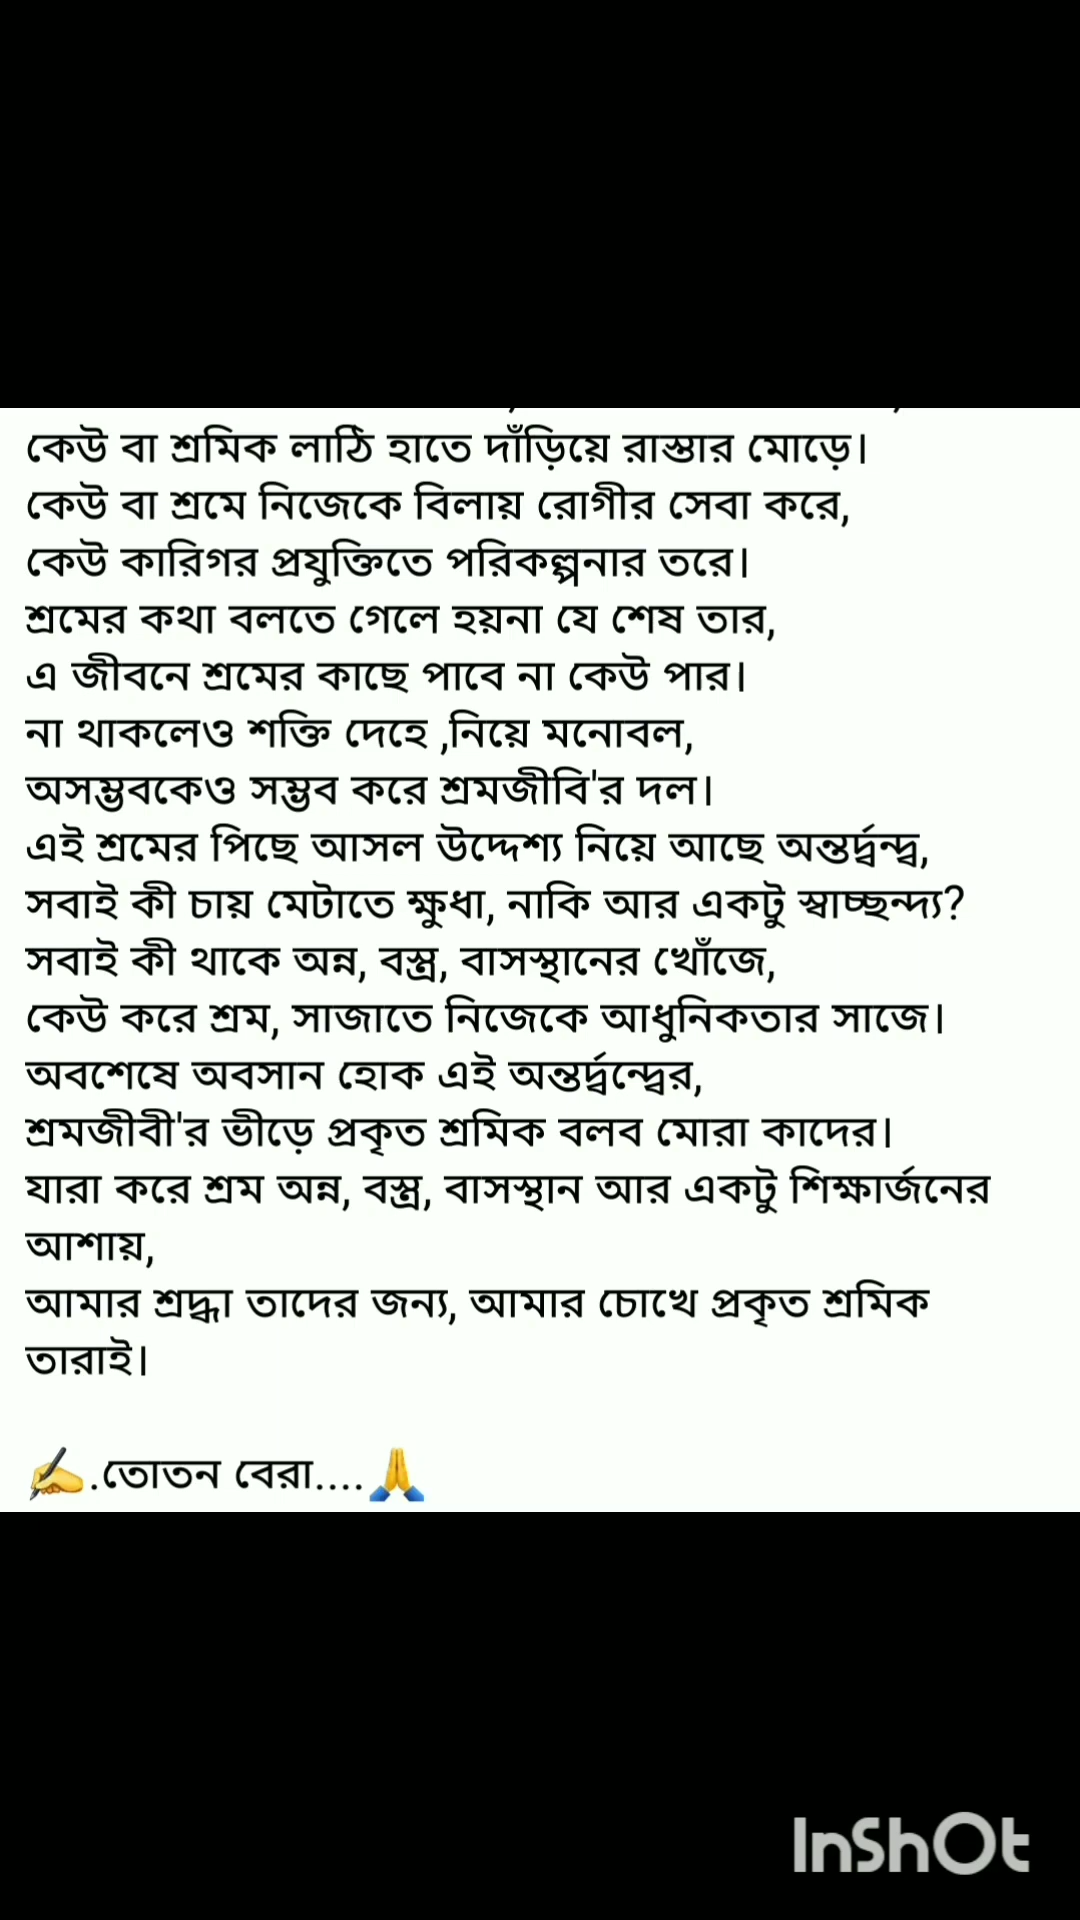 কেউ বা শ্রমিক লাঠি হাতে দাঁড়িয়ে রাস্তার মোড়ে।
কেউ বা শ্রমে নিজেকে বিলায় রোগীর সেবা করে,
কেউ কারিগর প্রযুক্তিতে পরিকল্পনার তরে।
শ্রমের কথা বলতে গেলে হয়না যে শেষ তার,
এ জীবনে শ্রমের কাছে পাবে না কেউ পার।
না থাকলেও শক্তি দেহে ,নিয়ে মনোবল,
অসম্ভবকেও সম্ভব করে শ্রমজীবি'র দল।
এই শ্রমের পিছে আসল উদ্দেশ্য নিয়ে আছে অন্তর্দ্বন্দ্ব,
সবাই কী চায় মেটাতে ক্ষুধা, নাকি আর একটু স্বাচ্ছন্দ্য?
সবাই কী থাকে অন্ন, বস্ত্র, বাসস্থানের খোঁজে,
কেউ করে শ্রম, সাজাতে নিজেকে আধুনিকতার সাজে।
অবশেষে অবসান হোক এই অন্তর্দ্বন্দ্বের,
শ্রমজীবী'র ভীড়ে প্রকৃত শ্রমিক বলব মোরা কাদের।
যারা করে শ্রম অন্ন, বস্ত্র, বাসস্থান আর একটু শিক্ষার্জনের
আশায়,
আমার শ্রদ্ধা তাদের জন্য, আমার চোখে প্রকৃত শ্রমিক
তারাই।
✍️.তোতন বেরা....🙏
InShOt